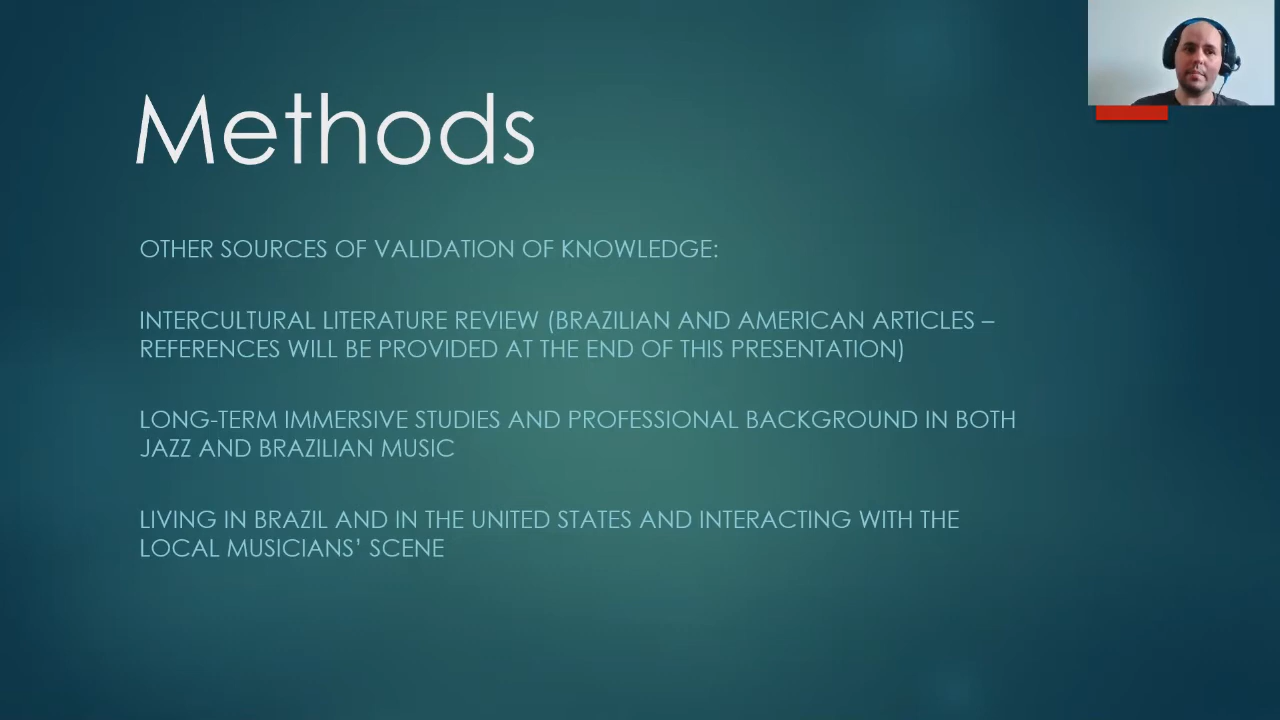 Methods
OTHER SOURCES OF VALIDATION OF KNOWLEDGE:
INTERCULTURAL LITERATURE REVIEW (BRAZILIAN AND AMERICAN ARTICLES –
REFERENCES WILL BE PROVIDED AT THE END OF THIS PRESENTATION)
LONG-TERM IMMERSIVE STUDIES AND PROFESSIONAL BACKGROUND IN BOTH
JAZZ AND BRAZILIAN MUSIC
LIVING IN BRAZIL AND IN THE UNITED STATES AND INTERACTING WITH THE
LOCAL MUSICIANS’ SCENE